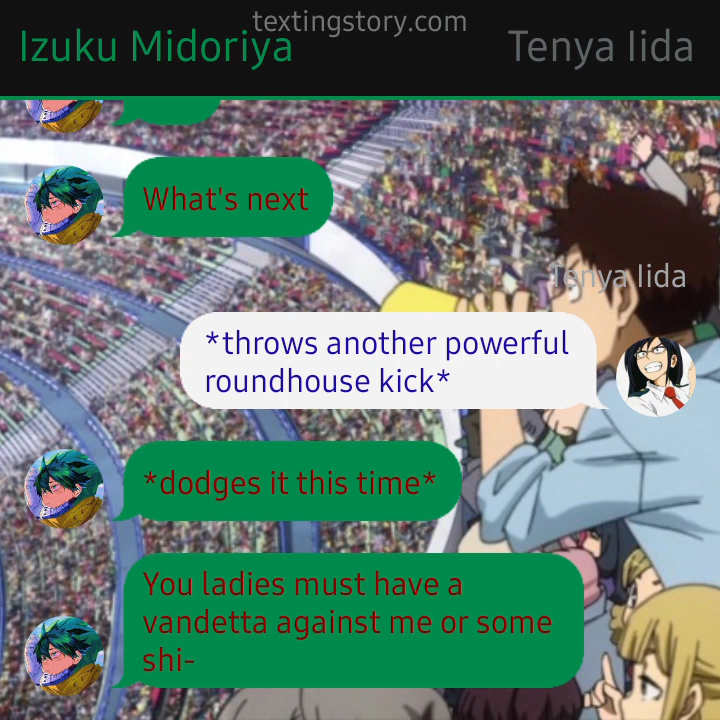 textingstory.com
Izuku Midoriya
Tenya Iida
What's next
Tenya Iida
*throws another powerful
roundhouse kick*
*dodges it this time*
You ladies must have a
vandetta against me or some
shi-